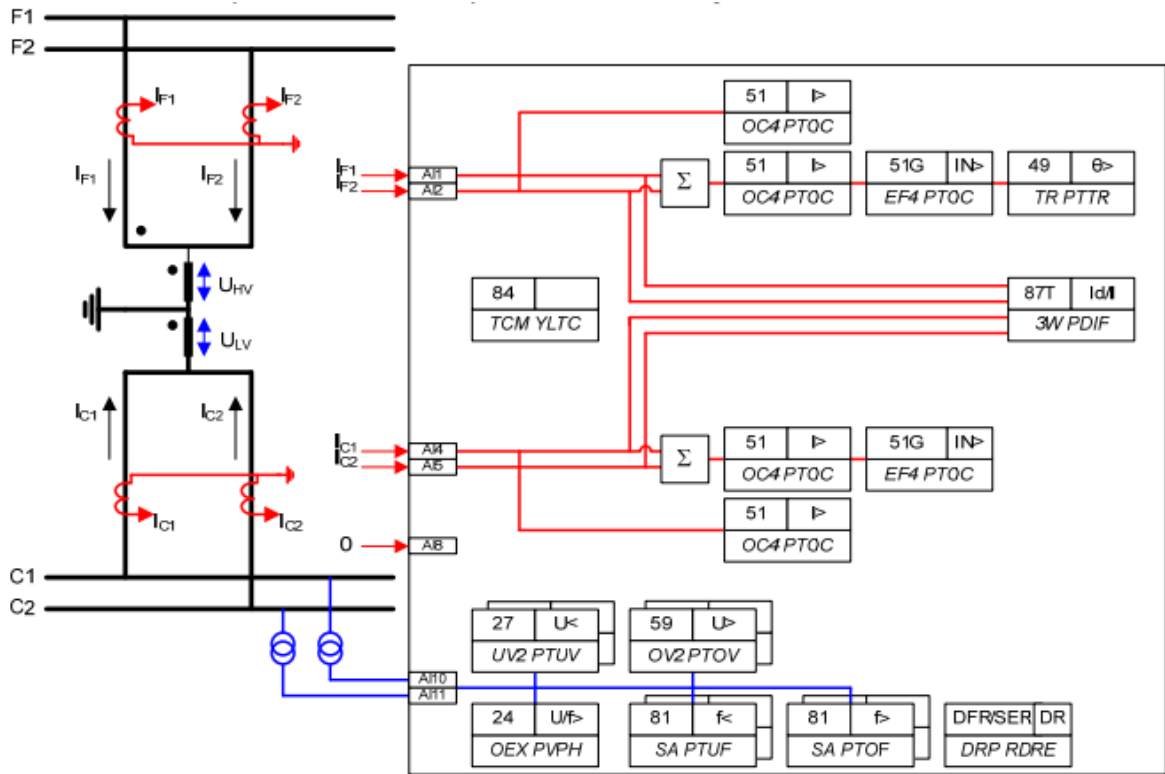 F1
F2
IF1 IF2
IF1 IF2
UHV
ULV
IC1 IC2
IC1 IC2
C1
C2
IF1 AI1
IF2 AI2
51 I>
OC4 PTOC
Σ
51 I>
OC4 PTOC
51G IN>
EF4 PTOC
49 θ>
TR PTTR
84
TCM YLTC
87T Id/I
3W PDIF
IC1 AI4
IC2 AI5
Σ
51 I>
OC4 PTOC
51G IN>
EF4 PTOC
51 I>
OC4 PTOC
0 AI8
27 U<
UV2 PTUV
59 U>
OV2 PTOV
AI10
AI11
24 U/f>
OEX PVPH
81 f<
SA PTUF
81 f>
SA PTOF
DFR/SER DR
DRP RDRE